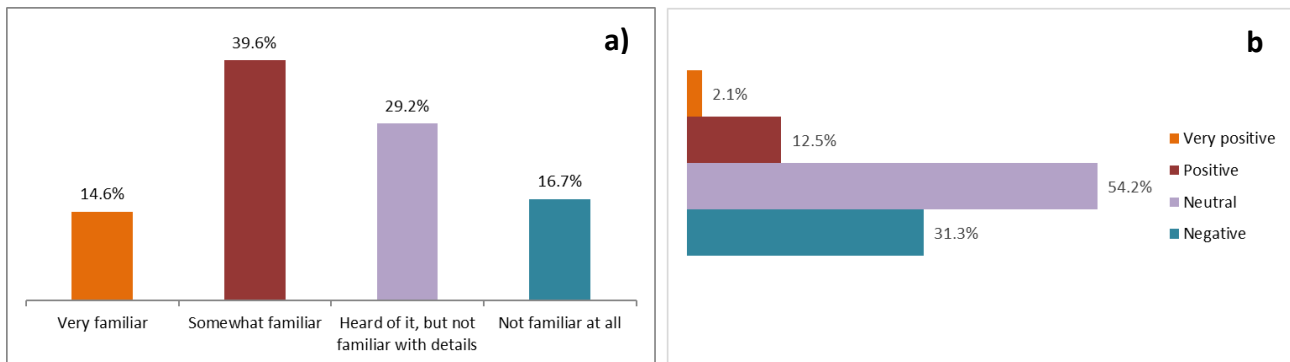 a)
39.6%
29.2%
16.7%
14.6%
Very familiar
Somewhat familiar
Heard of it, but not
familiar with details
Not familiar at all
b
2.1%
12.5%
54.2%
31.3%
Very positive
Positive
Neutral
Negative